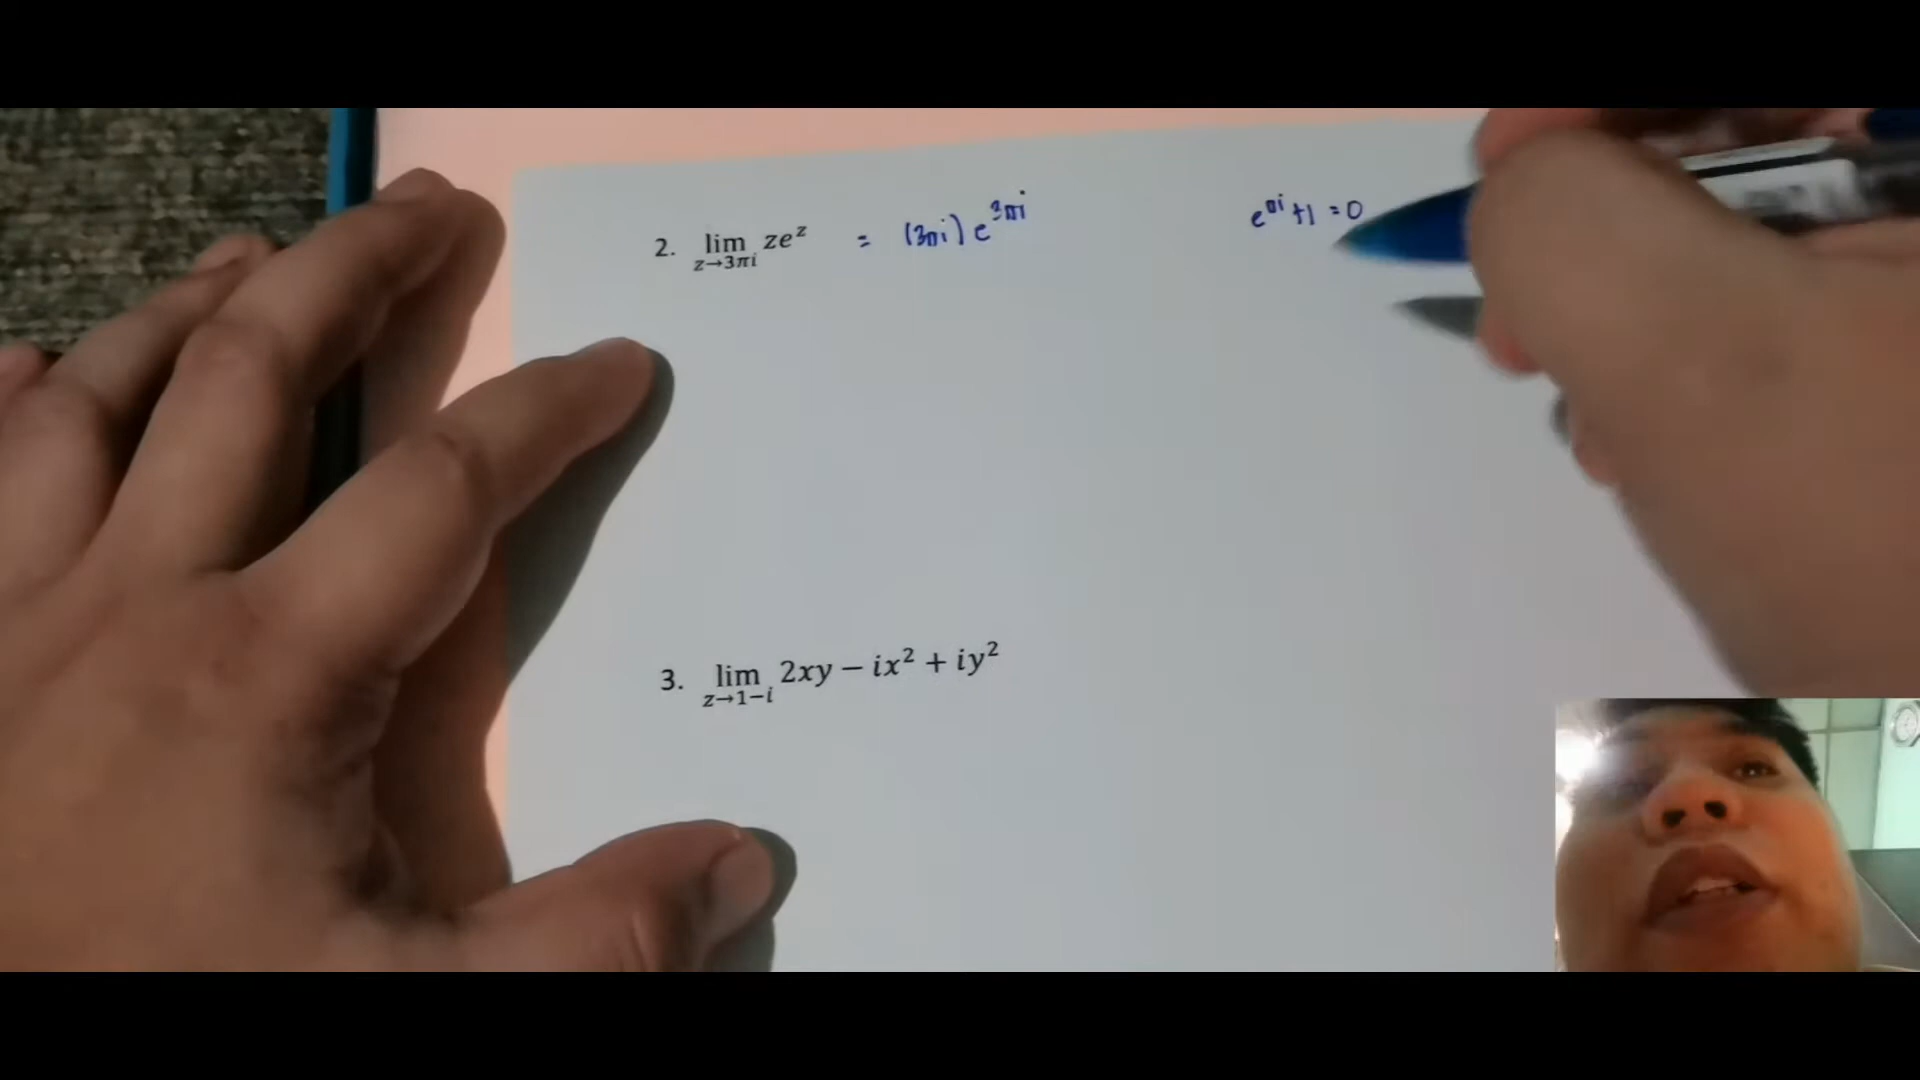 2. lim z→3πi ze^z = (3πi) e^3πi e^πi +1 = 0
3. lim z→1−i 2xy − ix² + iy²